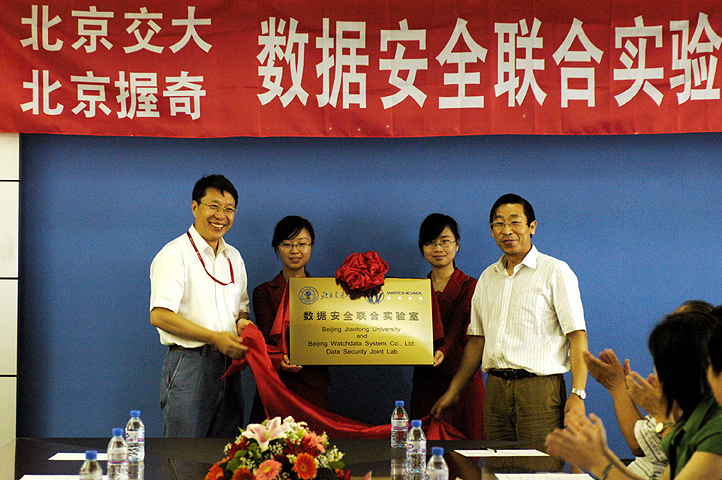 北京交大
北京握奇
数据安全联合实验
WATCHDATA
数据安全联合实验室
Beijing Jiaotong University
and
Beijing Watchdata System Co., Ltd.
Data Security Joint Lab